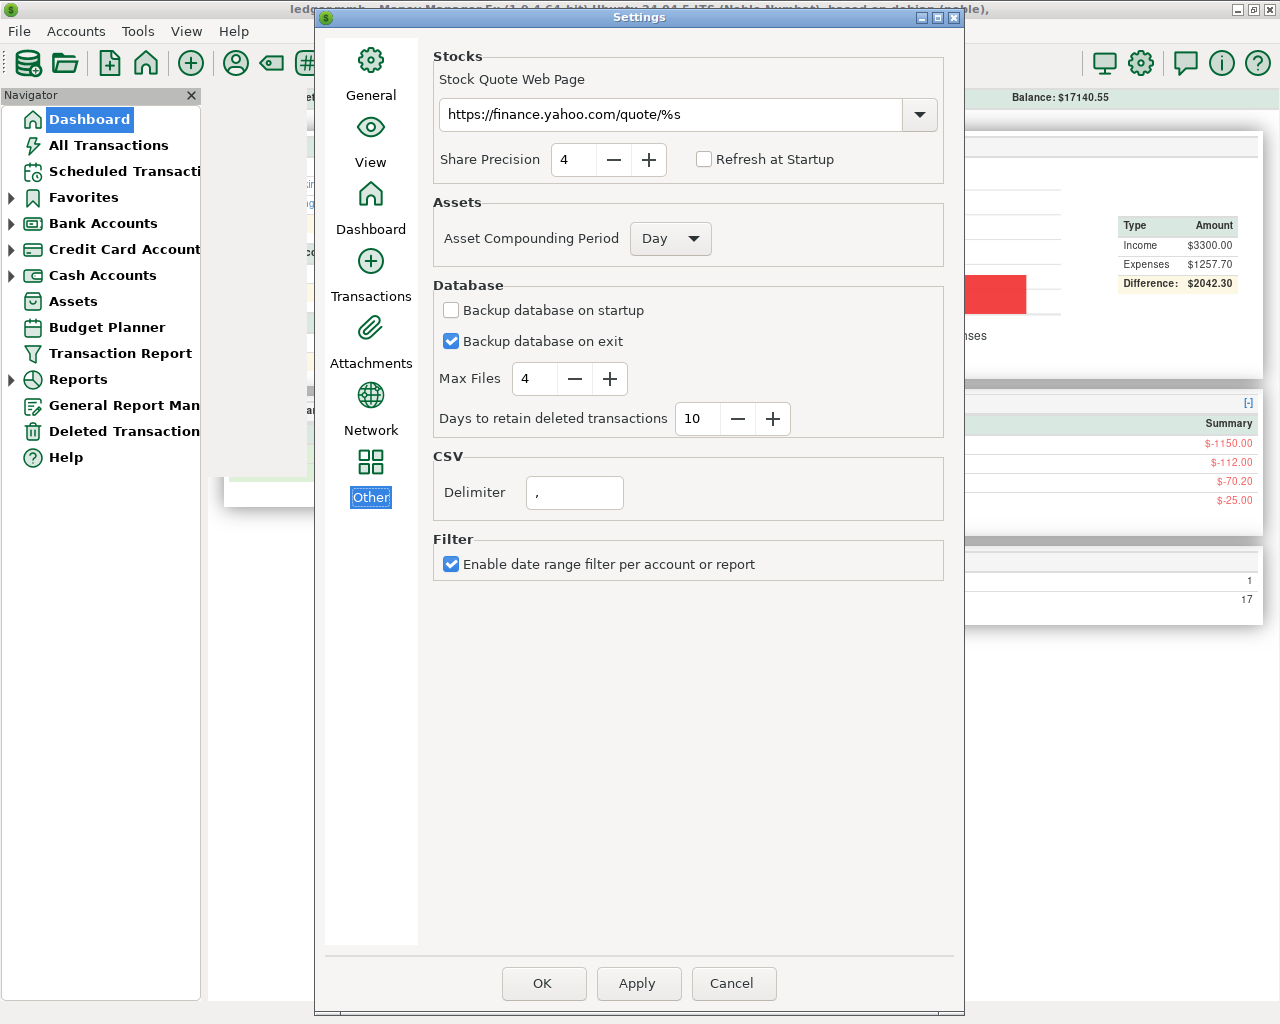 Settings
File Accounts Tools View Help
Navigator
Dashboard
All Transactions
Scheduled Transacti
Favorites
Bank Accounts
Credit Card Account
Cash Accounts
Assets
Budget Planner
Transaction Report
Reports
General Report Man
Deleted Transaction
Help
General
View
Dashboard
Transactions
Attachments
Network
Other
Stocks
Stock Quote Web Page
https://finance.yahoo.com/quote/%s
Share Precision 4 Refresh at Startup
Assets
Asset Compounding Period Day
Database
Backup database on startup
Backup database on exit
Max Files 4
Days to retain deleted transactions 10
CSV
Delimiter ,
Filter
Enable date range filter per account or report
OK Apply Cancel
Balance: $17140.55
Type Amount
Income $3300.00
Expenses $1257.70
Difference: $2042.30
nses
[-]
Summary
$-1150.00
$-112.00
$-70.20
$-25.00
1
17